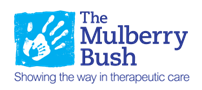 The
Mulberry
Bush
Showing the way in therapeutic care